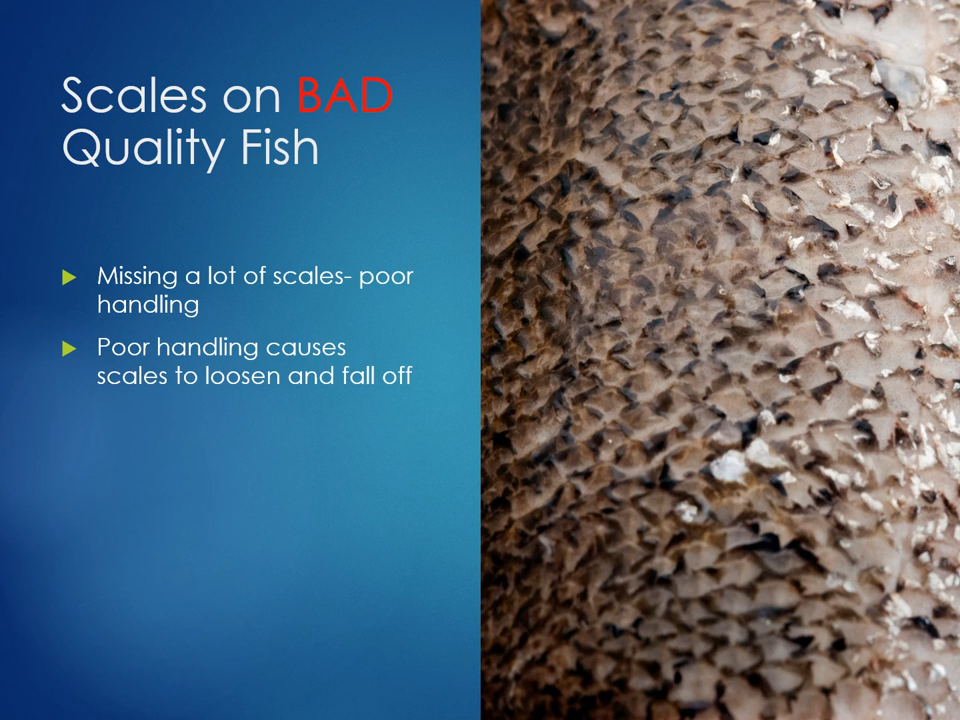 Scales on BAD
Quality Fish
Missing a lot of scales- poor
handling
Poor handling causes
scales to loosen and fall off